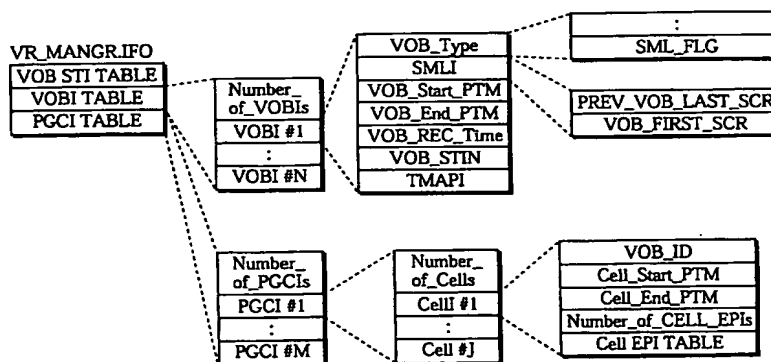 VR_MANGR.IFO
VOB STI TABLE
VOBI TABLE
PGCI TABLE
Number_
of_VOBIs
VOBI #1
:
VOBI #N
VOB_Type
SMLI
VOB_Start_PTM
VOB_End_PTM
VOB_REC_Time
VOB_STIN
TMAPI
:
SML_FLG
PREV_VOB_LAST_SCR
VOB_FIRST_SCR
Number_
of_PGCIs
PGCI #1
:
PGCI #M
Number_
of_Cells
CellI #1
:
Cell #J
VOB_ID
Cell_Start_PTM
Cell_End_PTM
Number_of_CELL_EPIs
Cell EPI TABLE